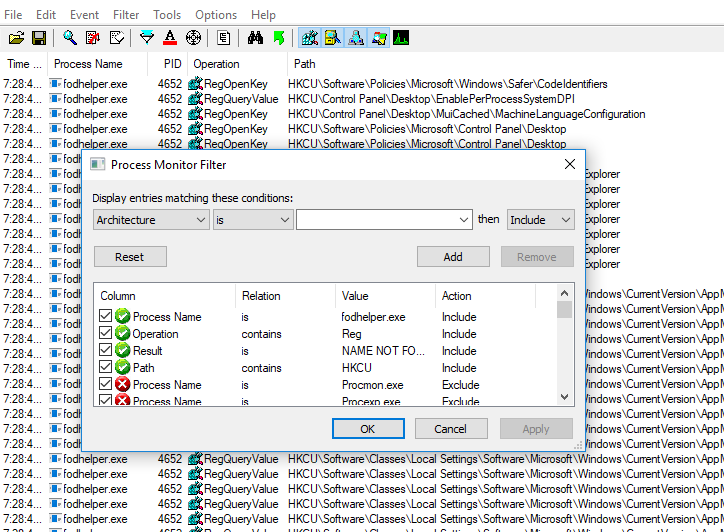 File Edit Event Filter Tools Options Help
Time ... Process Name PID Operation Path
7:28:4... fodhelper.exe 4652 RegOpenKey HKCU\Software\Policies\Microsoft\Windows\Safer\CodeIdentifiers
7:28:4... fodhelper.exe 4652 RegQueryValue HKCU\Control Panel\Desktop\EnablePerProcessSystemDPI
7:28:4... fodhelper.exe 4652 RegOpenKey HKCU\Control Panel\Desktop\MuiCached\MachineLanguageConfiguration
7:28:4... fodhelper.exe 4652 RegOpenKey HKCU\Software\Policies\Microsoft\Control Panel\Desktop
7:28:4... fodhelper.exe 4652 RegOpenKey HKCU\Software\Policies\Microsoft\Control Panel\Desktop
7:28:4... fodh
Process Monitor Filter
7:28:4... fodh Explorer
7:28:4... fodh Explorer
Display entries matching these conditions:
7:28:4... fodh Explorer
Architecture is then Include
7:28:4... fodh Explorer
7:28:4... fodh Explorer
7:28:4... fodh Explorer
Reset Add Remove
7:28:4... fodh Explorer
7:28:4... fodh
7:28:4... fodh Windows\CurrentVersion\AppM
Column Relation Value Action
7:28:4... fodh Windows\CurrentVersion\AppM
Process Name is fodhelper.exe Include
7:28:4... fodh Windows\CurrentVersion\AppM
Operation contains Reg Include
7:28:4... fodh Windows\CurrentVersion\AppM
Result is NAME NOT FO... Include
7:28:4... fodh Windows\CurrentVersion\AppM
Path contains HKCU Include
7:28:4... fodh Windows\CurrentVersion\AppM
Process Name is Procmon.exe Exclude
7:28:4... fodh Windows\CurrentVersion\AppM
Process Name is Procexp.exe Exclude
7:28:4... fodh Windows\CurrentVersion\AppM
7:28:4... fodh Windows\CurrentVersion\AppM
OK Cancel Apply
7:28:4... fodh Windows\CurrentVersion\AppM
7:28:4... fodh Windows\CurrentVersion\AppM
7:28:4... fodhelper.exe 4652 RegQueryValue HKCU\Software\Classes\Local Settings\Software\Microsoft\Windows\CurrentVersion\AppM
7:28:4... fodhelper.exe 4652 RegQueryValue HKCU\Software\Classes\Local Settings\Software\Microsoft\Windows\CurrentVersion\AppM
7:28:4... fodhelper.exe 4652 RegQueryValue HKCU\Software\Classes\Local Settings\Software\Microsoft\Windows\CurrentVersion\AppM
7:28:4... fodhelper.exe 4652 RegQueryValue HKCU\Software\Classes\Local Settings\Software\Microsoft\Windows\CurrentVersion\AppM
7:28:4... fodhelper.exe 4652 RegQueryValue HKCU\Software\Classes\Local Settings\Software\Microsoft\Windows\CurrentVersion\AppM